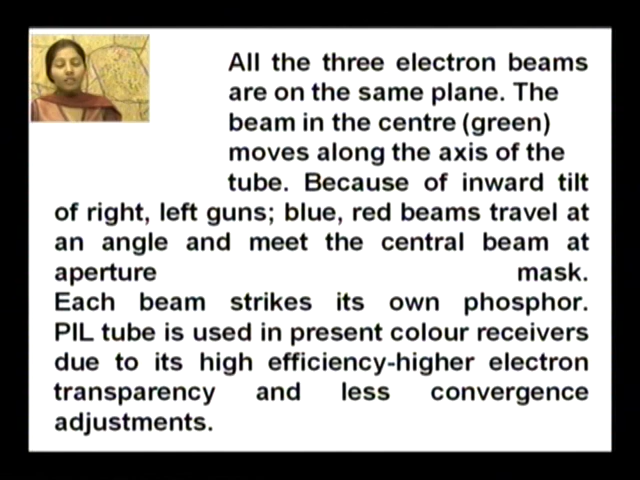 All the three electron beams
are on the same plane. The
beam in the centre (green)
moves along the axis of the
tube. Because of inward tilt
of right, left guns; blue, red beams travel at
an angle and meet the central beam at
aperture mask.
Each beam strikes its own phosphor.
PIL tube is used in present colour receivers
due to its high efficiency-higher electron
transparency and less convergence
adjustments.